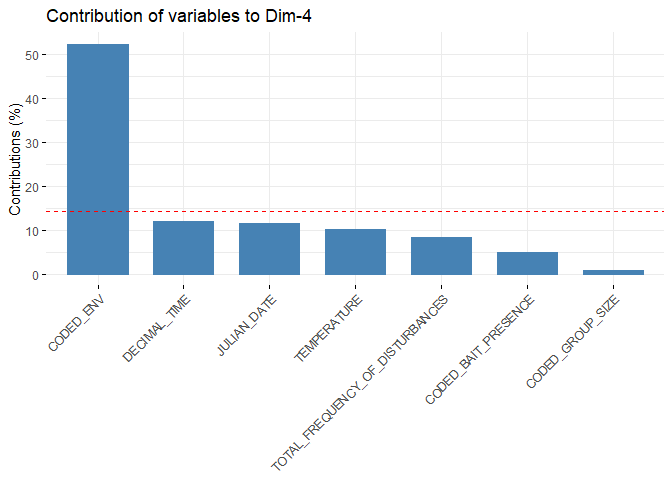 Contribution of variables to Dim-4
Contributions (%)
50
40
30
20
10
0
CODED_ENV
DECIMAL_TIME
JULIAN_DATE
TEMPERATURE
TOTAL_FREQUENCY_OF_DISTURBANCES
CODED_BAIT_PRESENCE
CODED_GROUP_SIZE